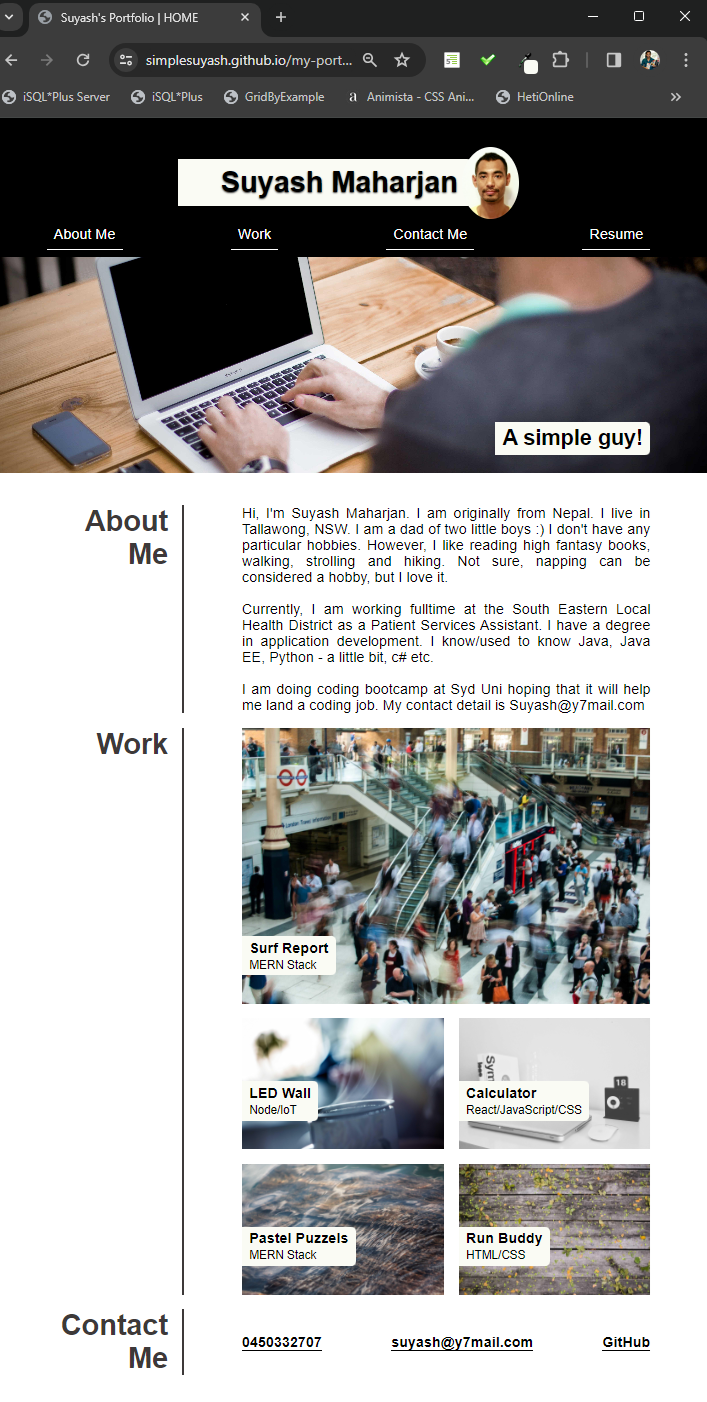 Suyash's Portfolio | HOME
simplesuyash.github.io/my-port...
iSQL*Plus Server
iSQL*Plus
GridByExample
a
Animista - CSS Ani...
HetiOnline
Suyash Maharjan
About Me
Work
Contact Me
Resume
A simple guy!
About
Me
Hi, I'm Suyash Maharjan. I am originally from Nepal. I live in
Tallawong, NSW. I am a dad of two little boys :) I don't have any
particular hobbies. However, I like reading high fantasy books,
walking, strolling and hiking. Not sure, napping can be
considered a hobby, but I love it.
Currently, I am working fulltime at the South Eastern Local
Health District as a Patient Services Assistant. I have a degree
in application development. I know/used to know Java, Java
EE, Python - a little bit, c# etc.
I am doing coding bootcamp at Syd Uni hoping that it will help
me land a coding job. My contact detail is Suyash@y7mail.com
Work
Surf Report
MERN Stack
LED Wall
Node/IoT
Sym
18
Calculator
React/JavaScript/CSS
Pastel Puzzels
MERN Stack
Run Buddy
HTML/CSS
Contact
Me
0450332707
suyash@y7mail.com
GitHub